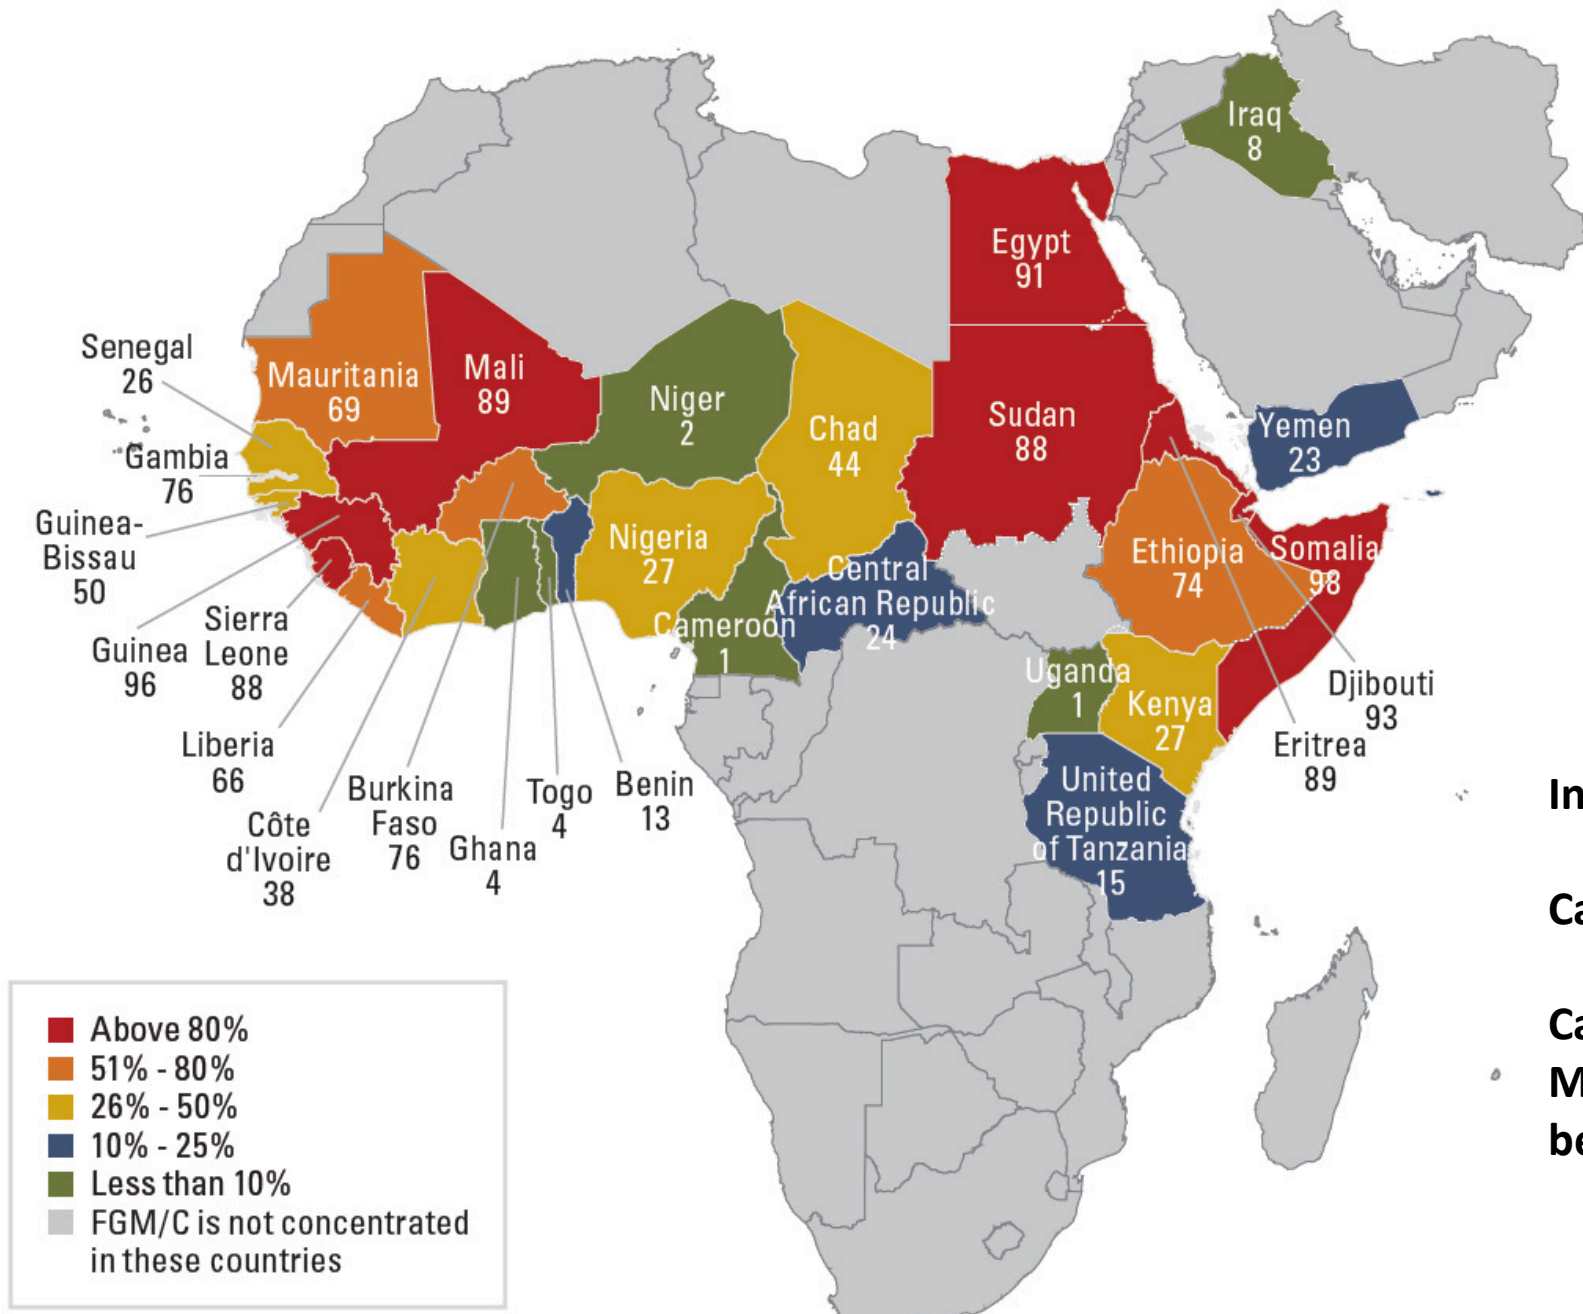 Iraq
8
Egypt
91
Senegal
26
Mauritania
69
Mali
89
Niger
2
Chad
44
Sudan
88
Yemen
23
Gambia
76
Guinea-
Bissau
50
Nigeria
27
Ethiopia
74
Somalia
98
Central
African Republic
24
Cameroon
1
Guinea
96
Sierra
Leone
88
Uganda
1
Kenya
27
Djibouti
93
Eritrea
89
Liberia
66
Côte
d'Ivoire
38
Burkina
Faso
76
Ghana
4
Togo
4
Benin
13
United
Republic
of Tanzania
15
In
Ca
Ca
M
be
Above 80%
51% - 80%
26% - 50%
10% - 25%
Less than 10%
FGM/C is not concentrated
in these countries